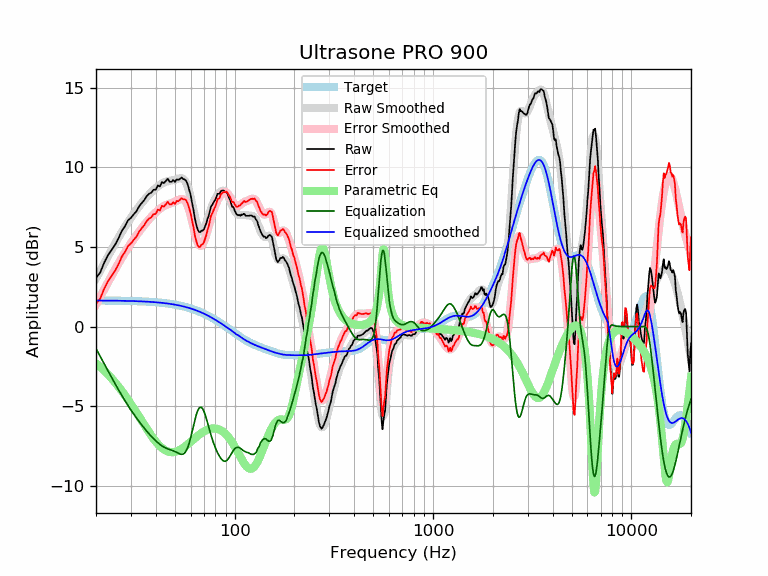 Ultrasone PRO 900
Target
Raw Smoothed
Error Smoothed
Raw
Error
Parametric Eq
Equalization
Equalized smoothed
15
10
5
0
−5
−10
Amplitude (dBr)
100
1000
10000
Frequency (Hz)